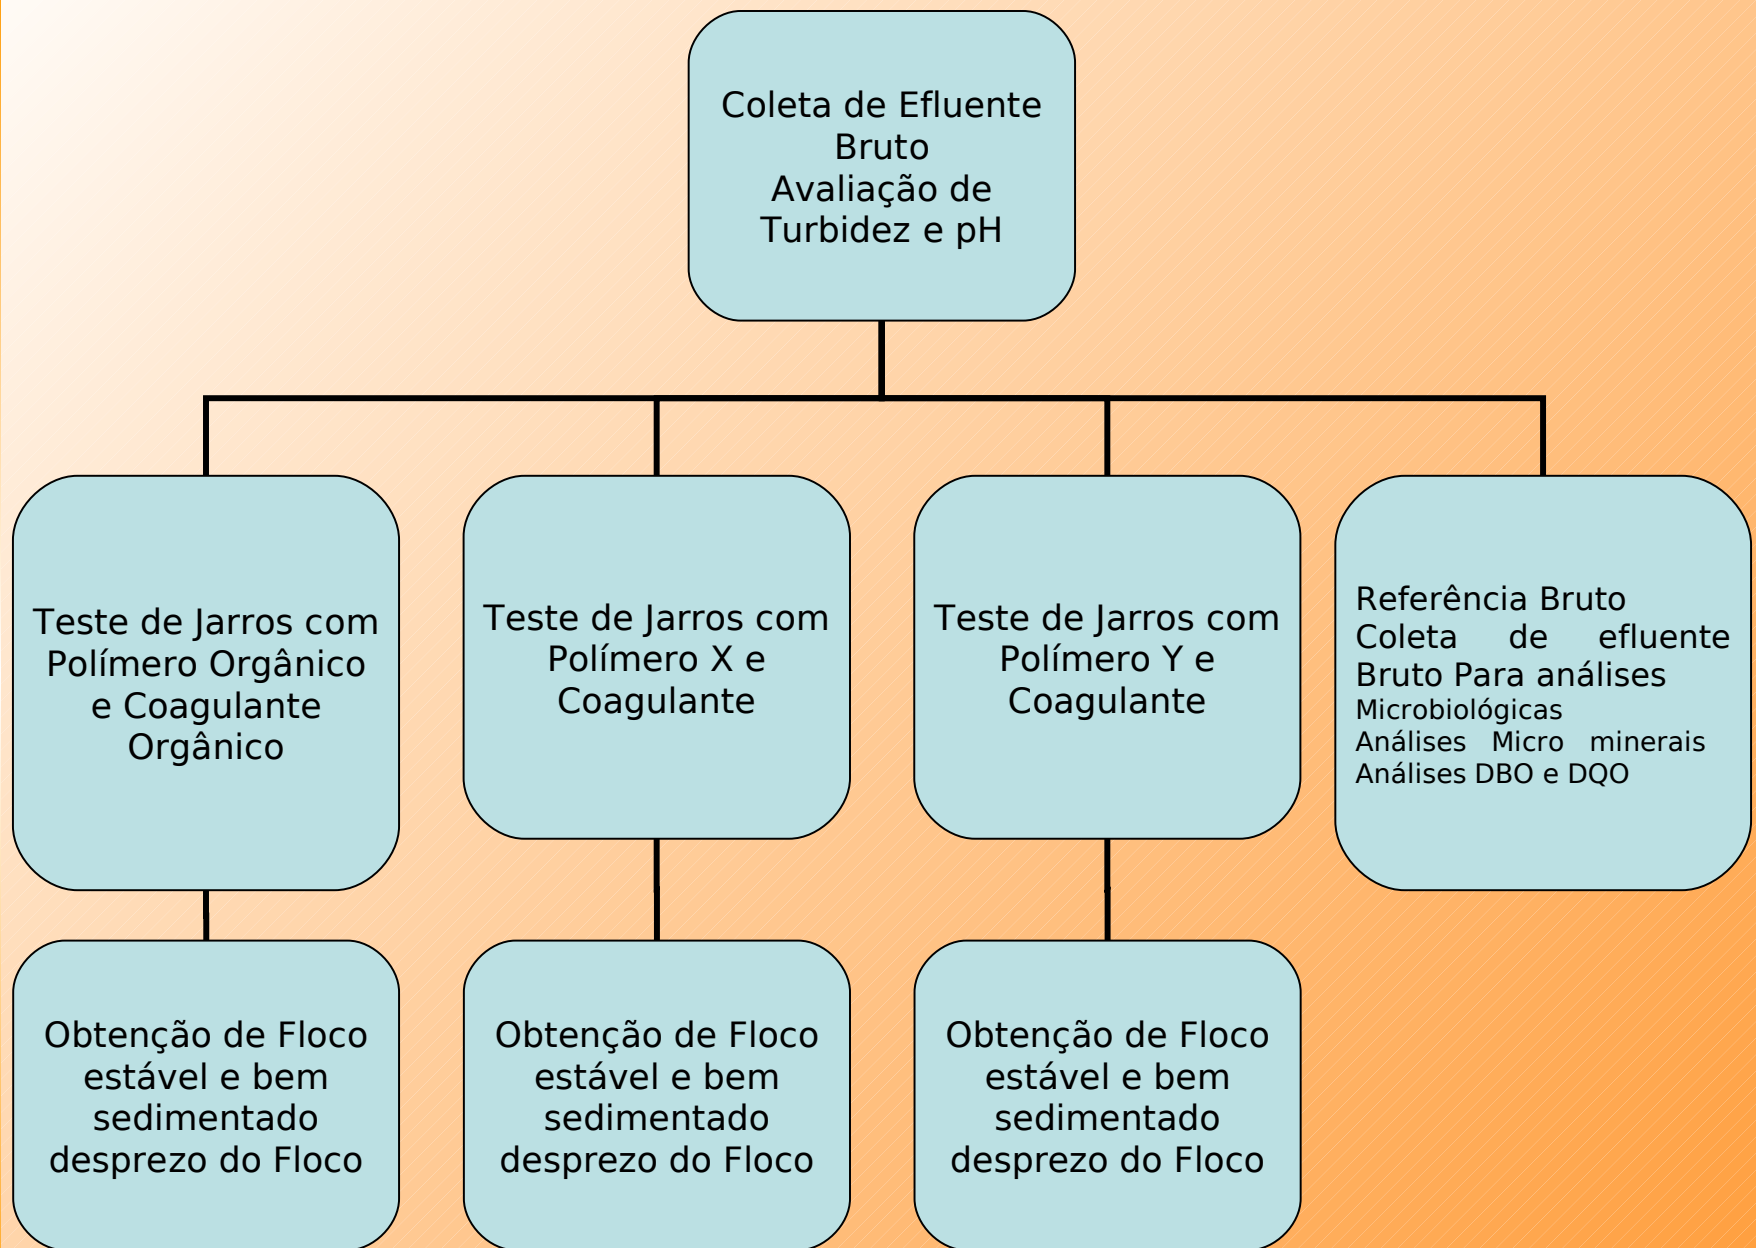 Coleta de Efluente
Bruto
Avaliação de
Turbidez e pH
Teste de Jarros com
Polímero Orgânico
e Coagulante
Orgânico
Teste de Jarros com
Polímero X e
Coagulante
Teste de Jarros com
Polímero Y e
Coagulante
Referência Bruto
Coleta de efluente
Bruto Para análises
Microbiológicas
Análises Micro minerais
Análises DBO e DQO
Obtenção de Floco
estável e bem
sedimentado
desprezo do Floco
Obtenção de Floco
estável e bem
sedimentado
desprezo do Floco
Obtenção de Floco
estável e bem
sedimentado
desprezo do Floco